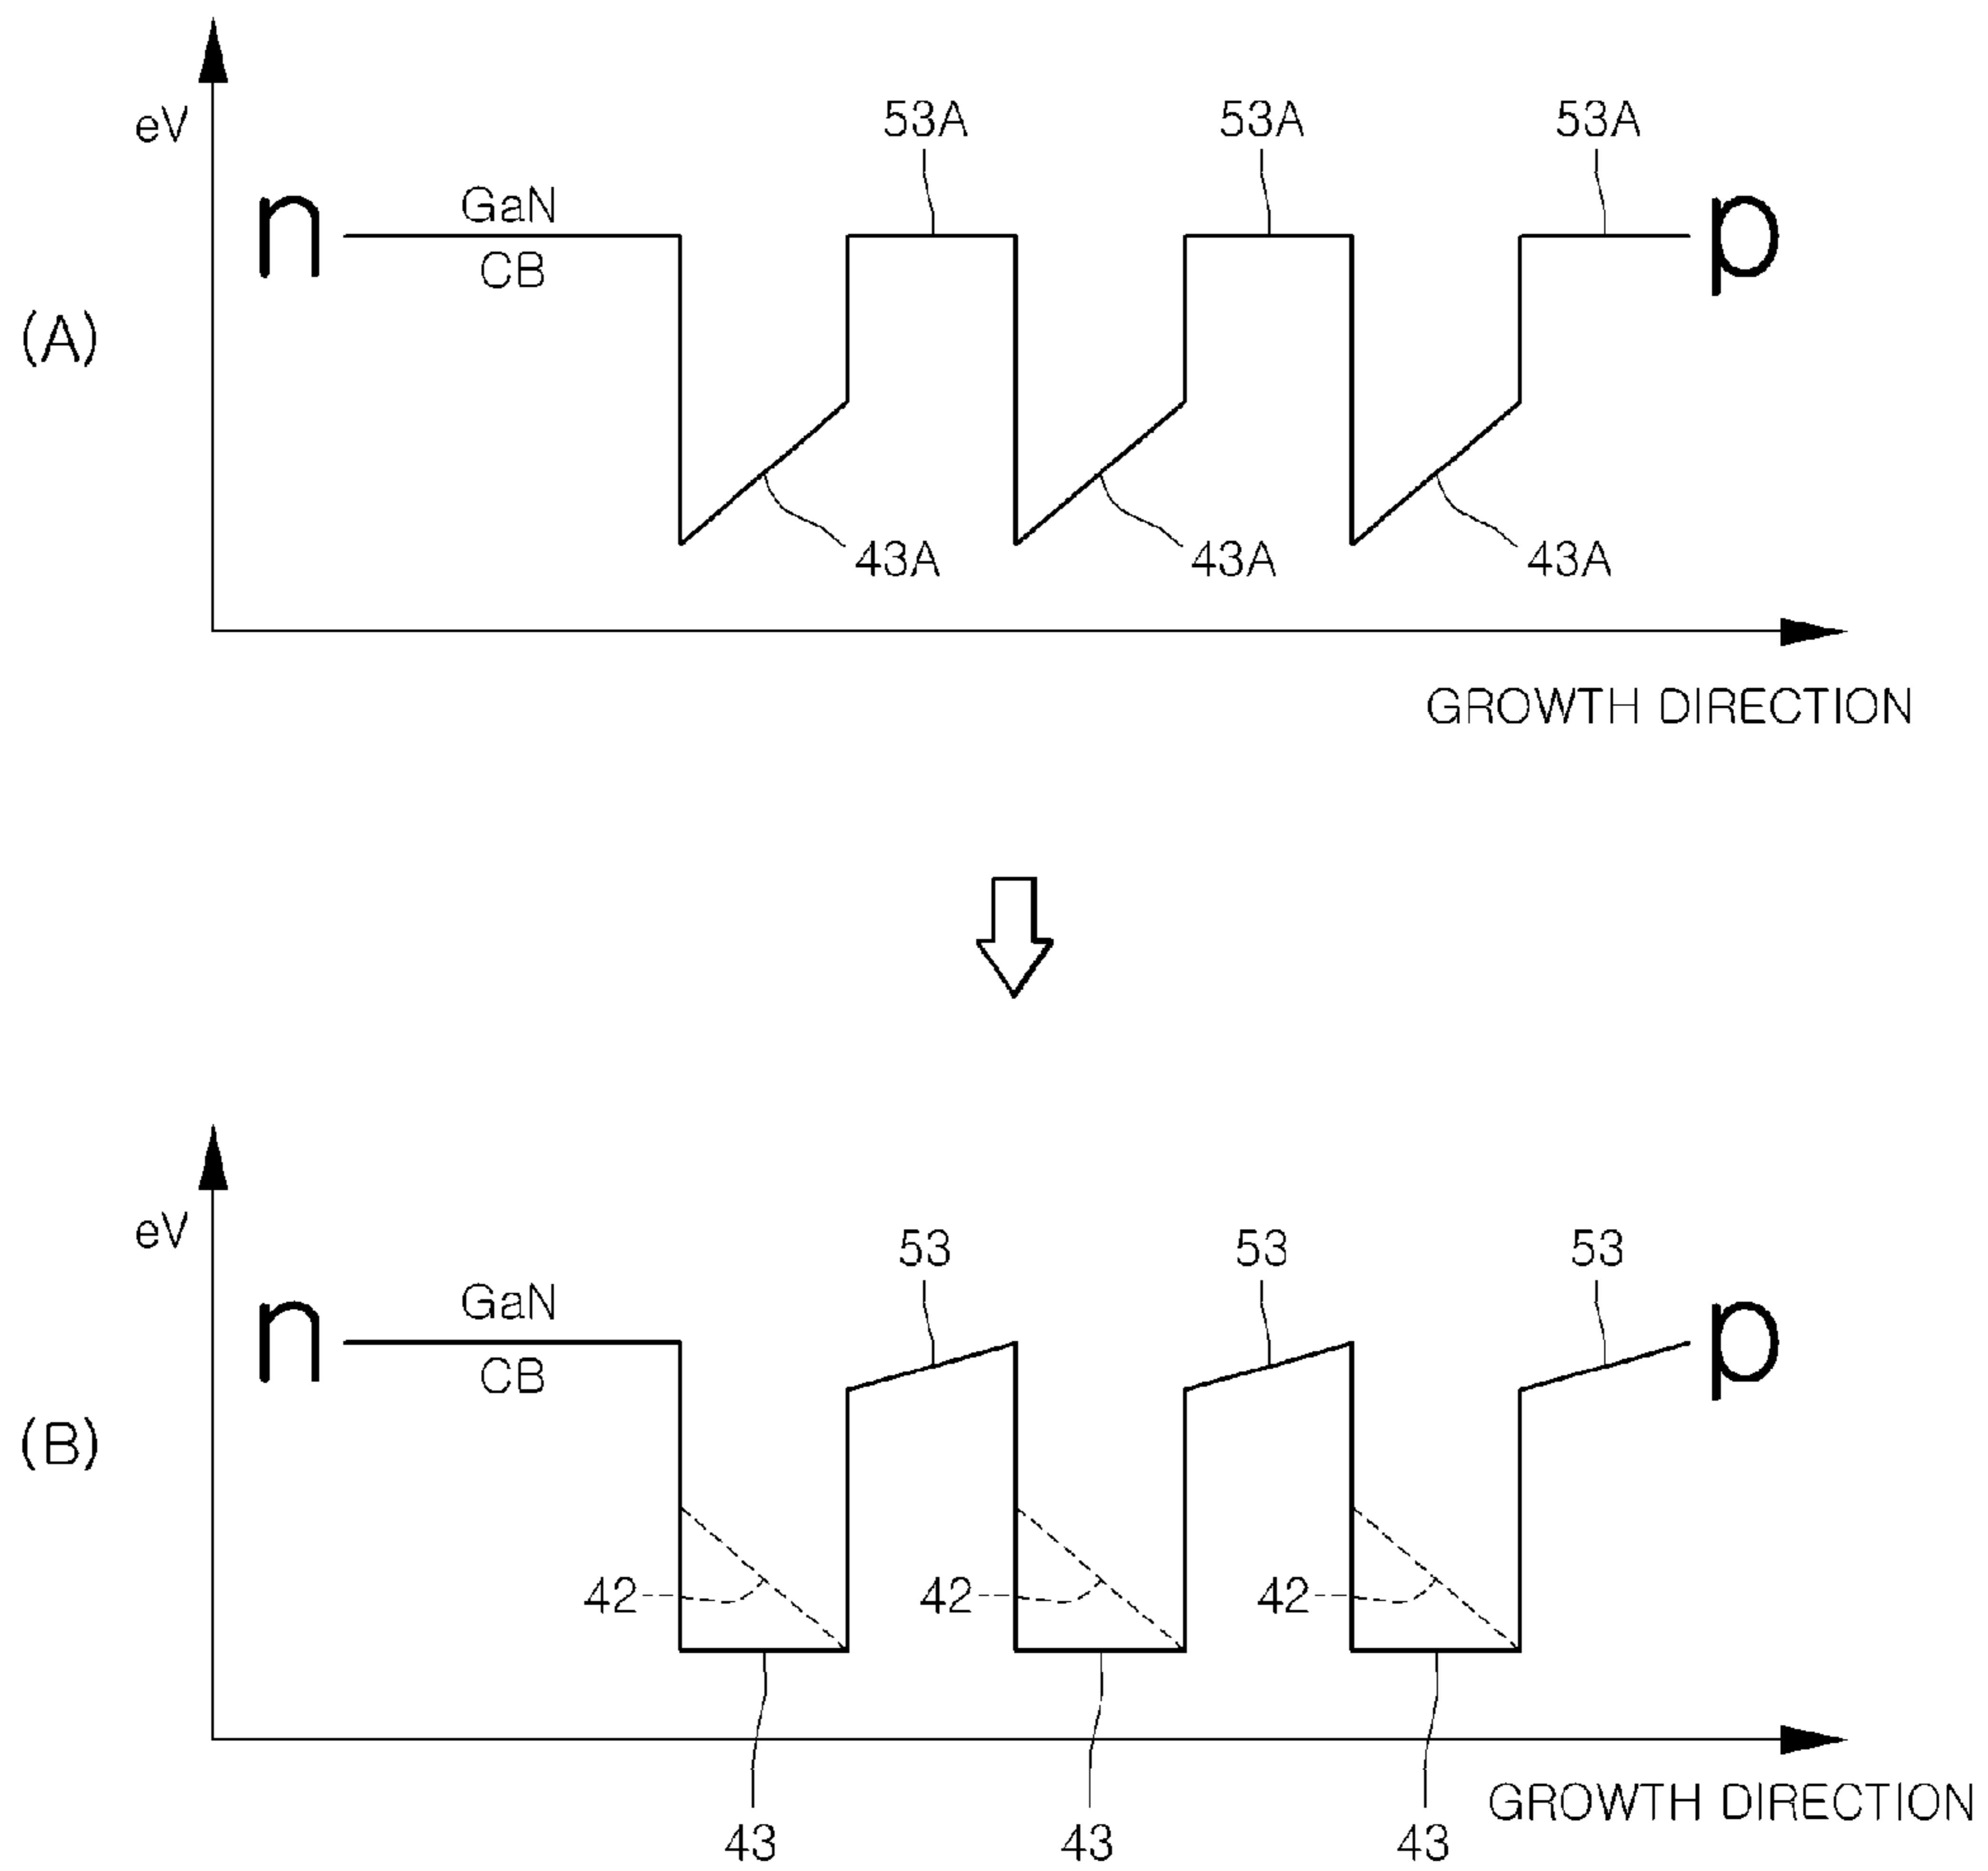 eV
53A 53A 53A
n GaN p
CB
(A)
43A 43A 43A
GROWTH DIRECTION
eV
53 53 53
n GaN p
CB
(B)
42 42 42
GROWTH DIRECTION
43 43 43